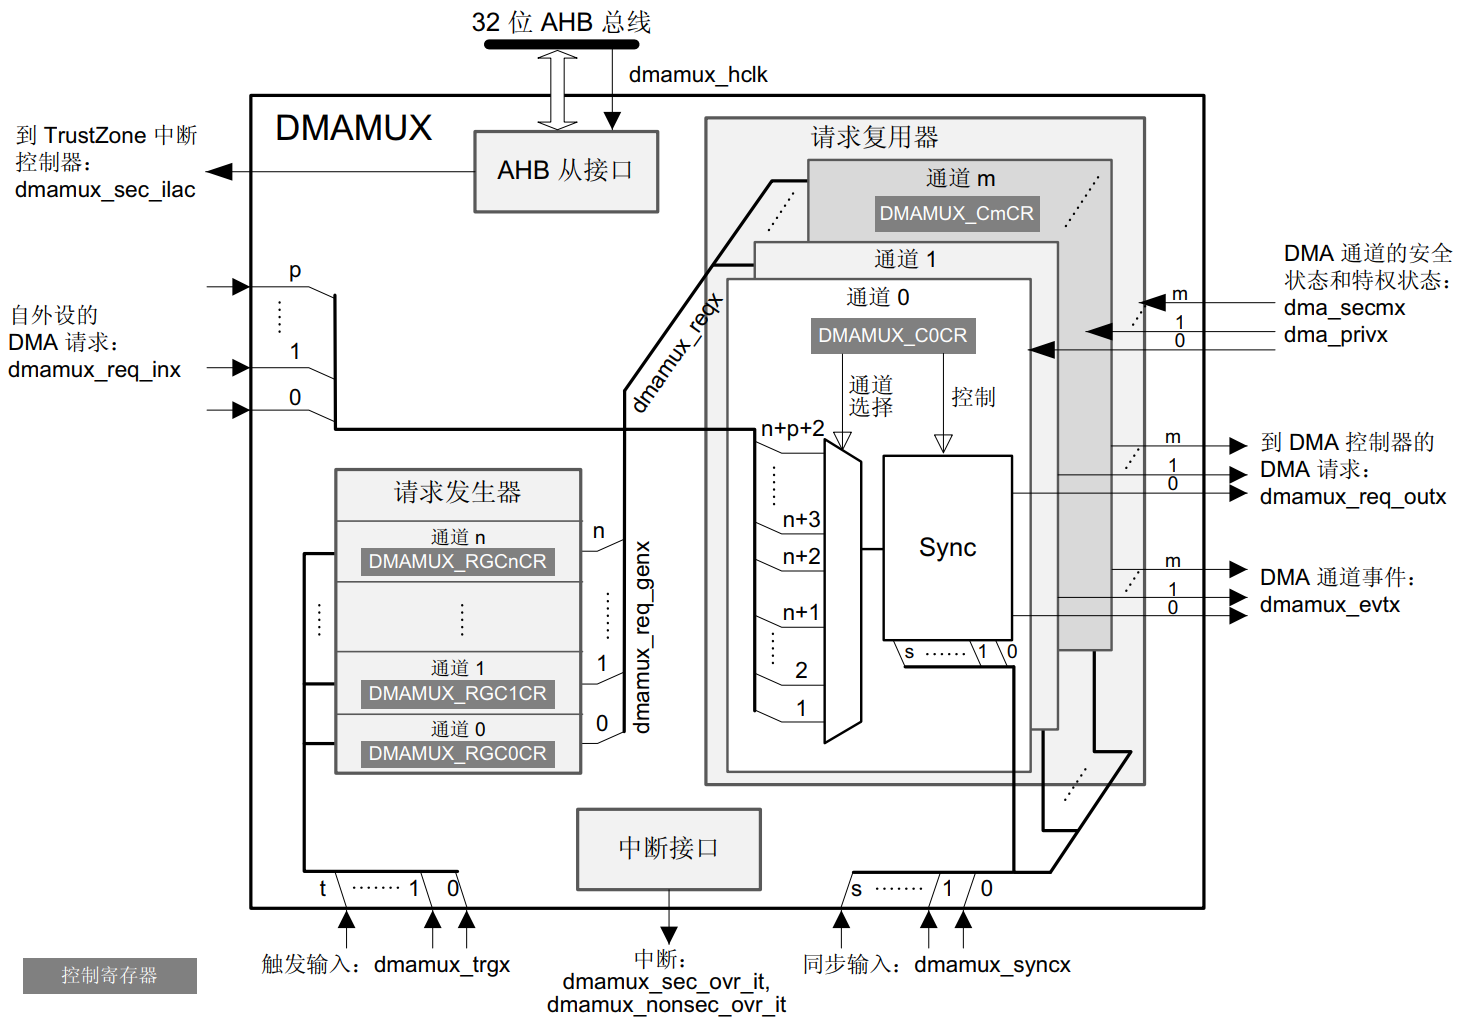 32 位 AHB 总线
dmamux_hclk
DMAMUX
到 TrustZone 中断
控制器：
dmamux_sec_ilac
AHB 从接口
请求复用器
通道 m
DMAMUX_CmCR
通道 1
通道 0
DMAMUX_C0CR
通道
选择
控制
DMA 通道的安全
状态和特权状态：
dma_secmx
dma_privx
m
1
0
自外设的
DMA 请求：
dmamux_req_inx
p
1
0
dmamux_reqx
n+p+2
n+3
n+2
n+1
2
1
Sync
s
1
0
m
1
0
到 DMA 控制器的
DMA 请求：
dmamux_req_outx
m
1
0
DMA 通道事件：
dmamux_evtx
请求发生器
通道 n
DMAMUX_RGCnCR
通道 1
DMAMUX_RGC1CR
通道 0
DMAMUX_RGC0CR
n
1
0
dmamux_req_genx
中断接口
t
1
0
s
1
0
触发输入：dmamux_trgx
中断：
dmamux_sec_ovr_it,
dmamux_nonsec_ovr_it
同步输入：dmamux_syncx
控制寄存器